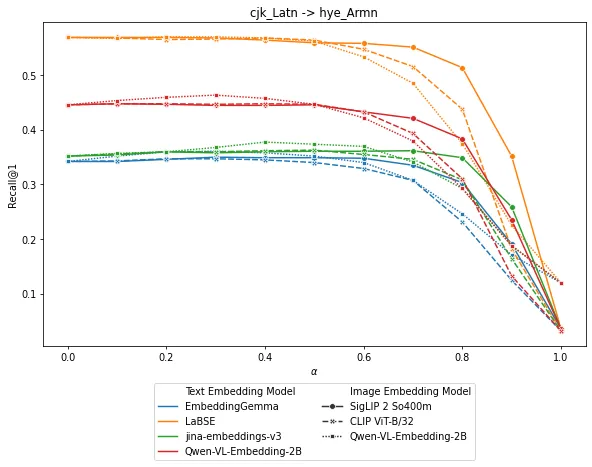 cjk_Latn -> hye_Armn
Recall@1
0.5
0.4
0.3
0.2
0.1
0.0 0.2 0.4 0.6 0.8 1.0
α
Text Embedding Model Image Embedding Model
EmbeddingGemma SigLIP 2 So400m
LaBSE CLIP ViT-B/32
jina-embeddings-v3 Qwen-VL-Embedding-2B
Qwen-VL-Embedding-2B